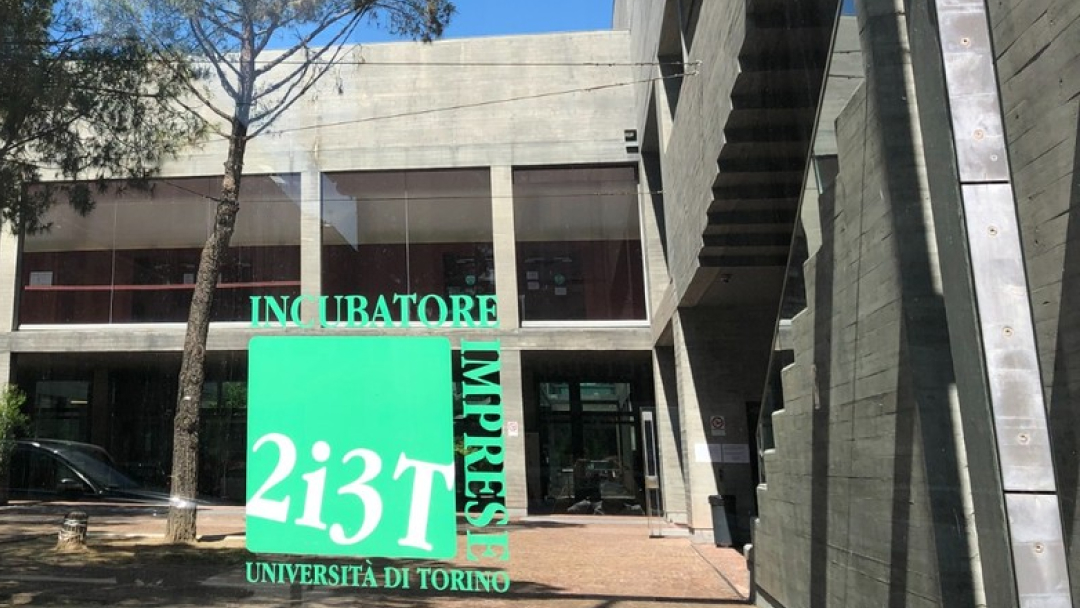 INCUBATORE
IMPRESE
2i3T
UNIVERSITÀ DI TORINO